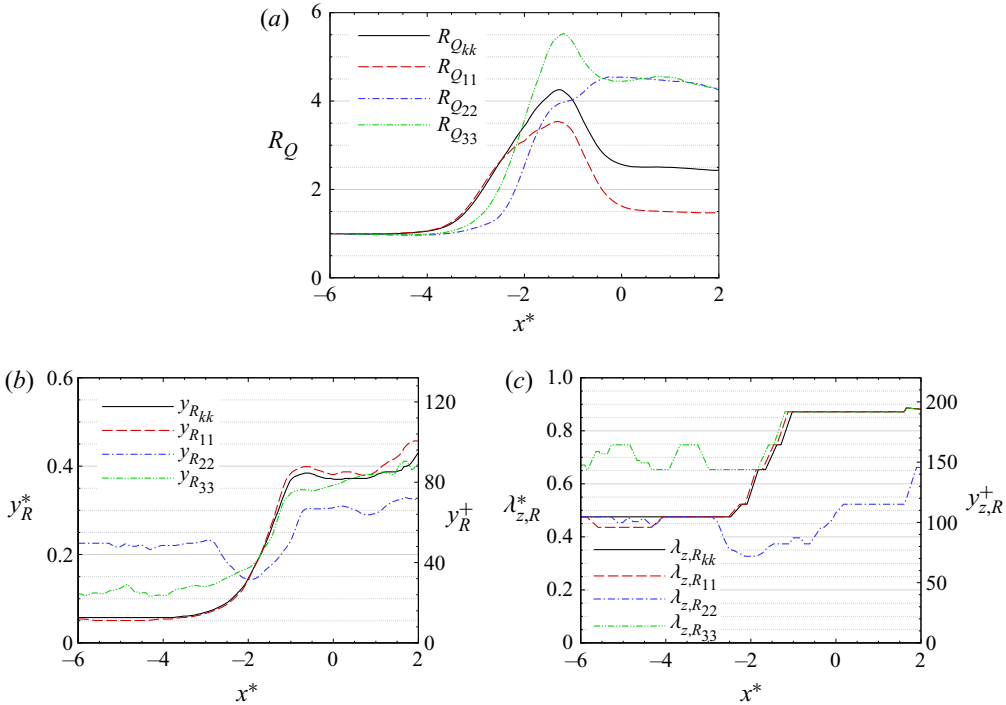 (a)
6
4
2
0
R_Q
R_{Q_{kk}}
R_{Q_{11}}
R_{Q_{22}}
R_{Q_{33}}
−6 −4 −2 0 2
x*
(b)
0.6
0.4
0.2
0
y*_R
y_{R_{kk}}
y_{R_{11}}
y_{R_{22}}
y_{R_{33}}
120
80
40
0
y^+_R
−6 −4 −2 0 2
x*
(c)
1.0
0.8
0.6
0.4
0.2
0
λ*_{z,R}
λ_{z,R_{kk}}
λ_{z,R_{11}}
λ_{z,R_{22}}
λ_{z,R_{33}}
200
150
100
50
0
y^+_{z,R}
−6 −4 −2 0 2
x*